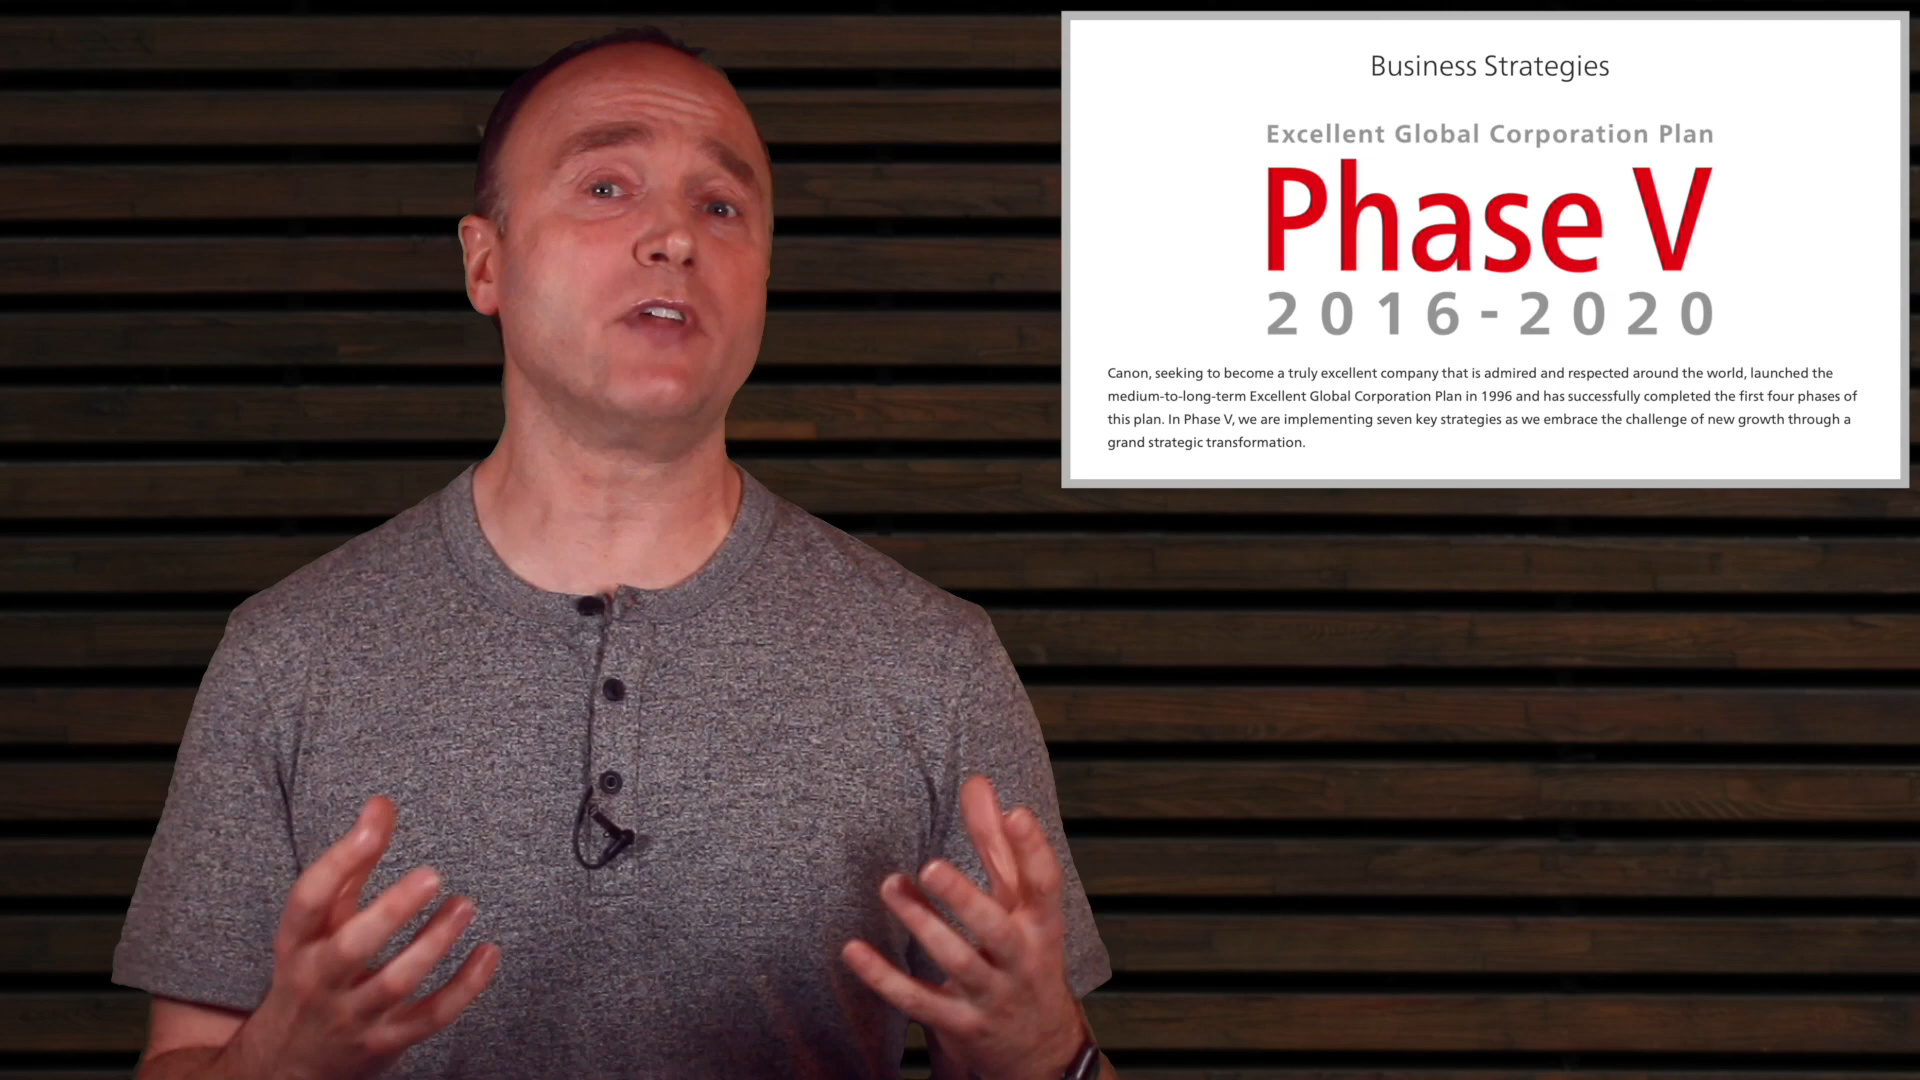 Business Strategies
Excellent Global Corporation Plan
Phase V
2016-2020
Canon, seeking to become a truly excellent company that is admired and respected around the world, launched the
medium-to-long-term Excellent Global Corporation Plan in 1996 and has successfully completed the first four phases of
this plan. In Phase V, we are implementing seven key strategies as we embrace the challenge of new growth through a
grand strategic transformation.